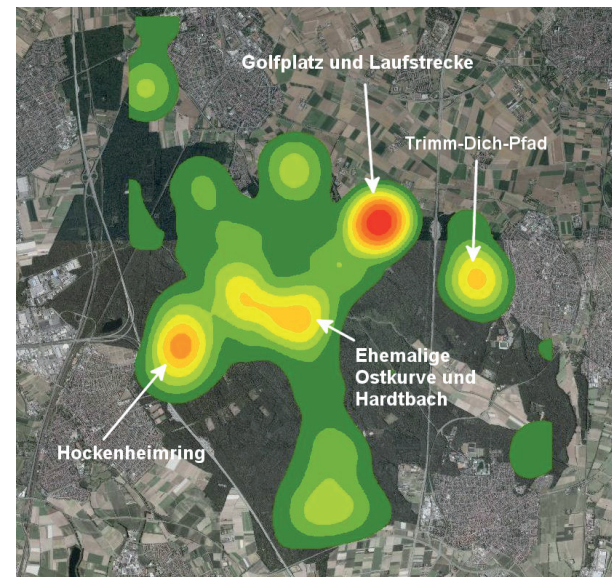 Golfplatz und Laufstrecke
Trimm-Dich-Pfad
Ehemalige
Ostkurve und
Hardtbach
Hockenheimring